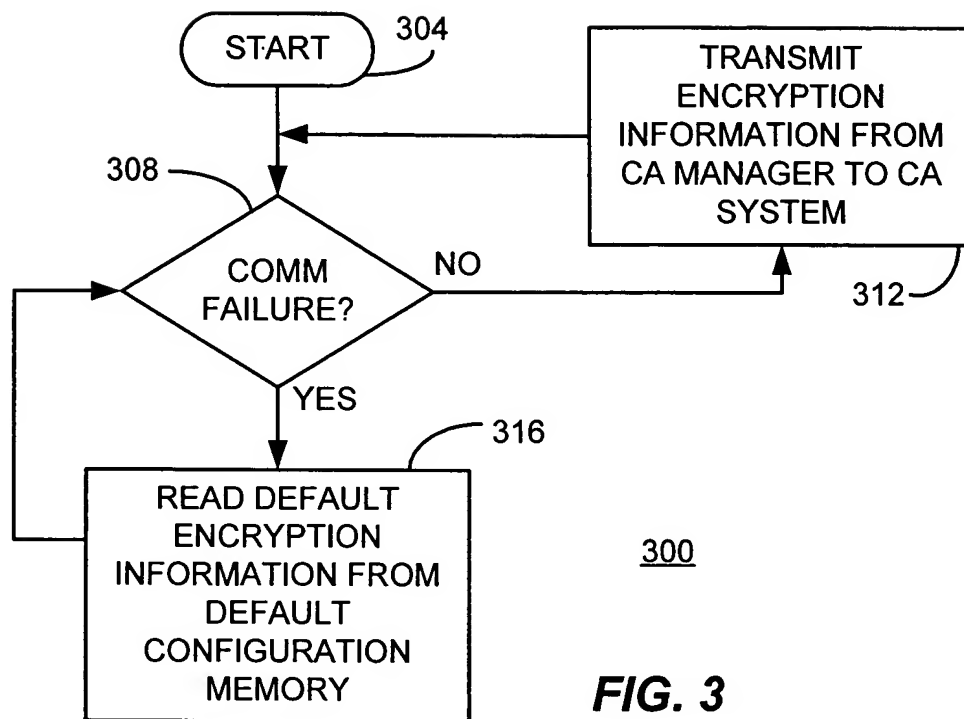 START
304
TRANSMIT
ENCRYPTION
INFORMATION FROM
CA MANAGER TO CA
SYSTEM
312
308
COMM
FAILURE?
NO
YES
316
READ DEFAULT
ENCRYPTION
INFORMATION FROM
DEFAULT
CONFIGURATION
MEMORY
300
FIG. 3